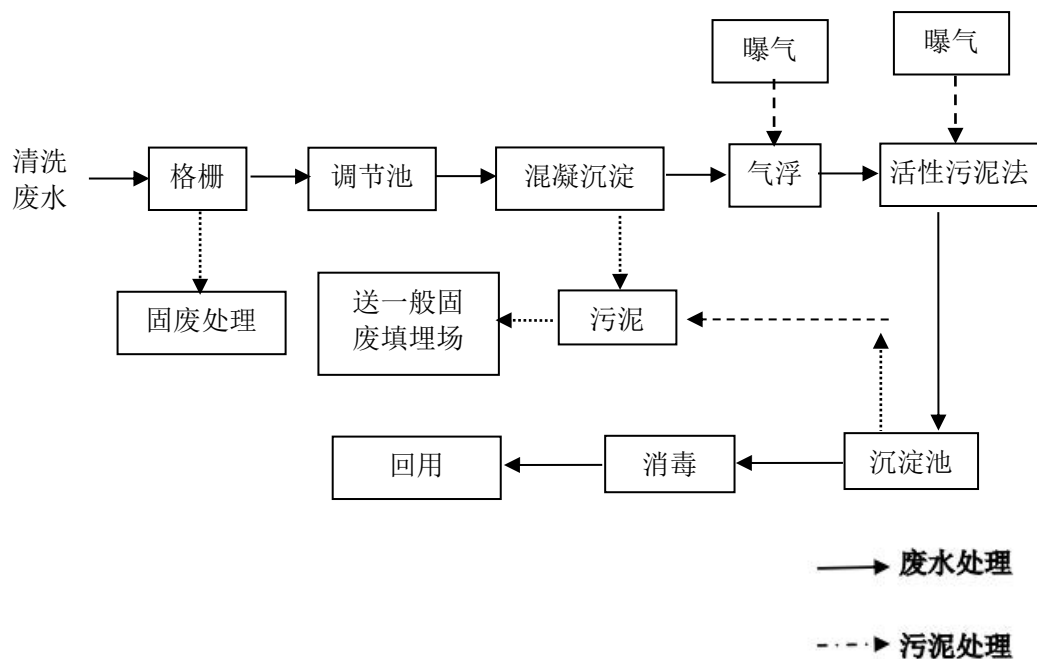 曝气
曝气
清洗
废水
格栅
调节池
混凝沉淀
气浮
活性污泥法
固废处理
送一般固
废填埋场
污泥
回用
消毒
沉淀池
废水处理
污泥处理